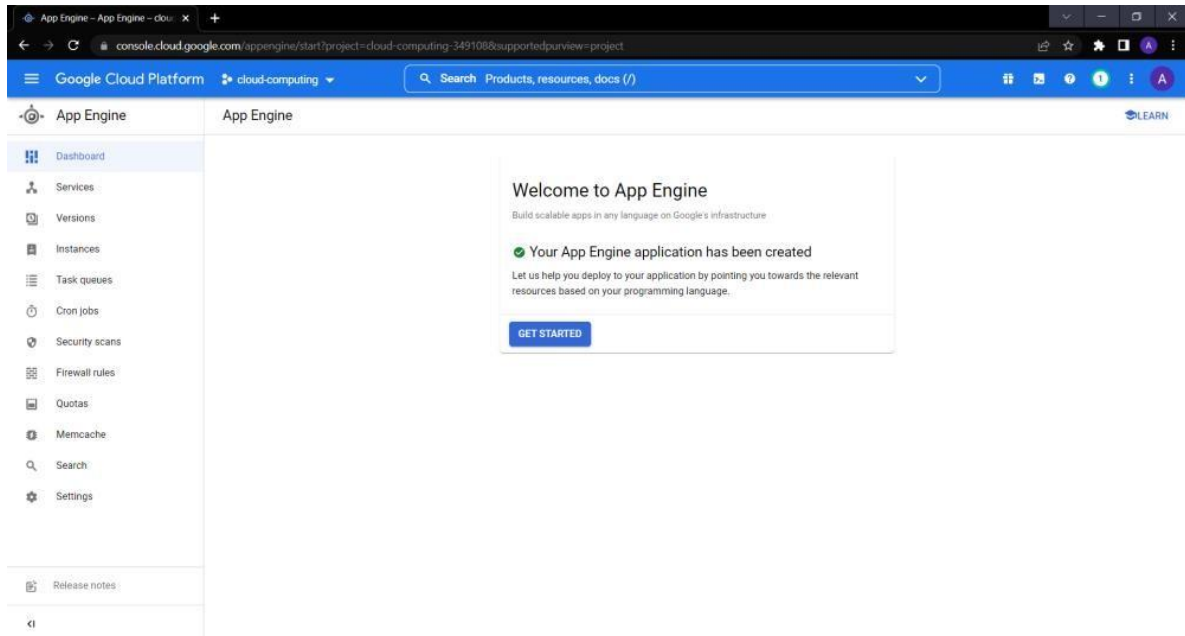 App Engine – App Engine – clou
console.cloud.google.com/appengine/start?project=cloud-computing-349108&supportedpurview=project
Google Cloud Platform
cloud-computing
Search Products, resources, docs (/)
1
A
A
App Engine
App Engine
LEARN
Dashboard
Services
Versions
Instances
Task queues
Cron jobs
Security scans
Firewall rules
Quotas
Memcache
Search
Settings
Release notes
Welcome to App Engine
Build scalable apps in any language on Google's infrastructure
Your App Engine application has been created
Let us help you deploy to your application by pointing you towards the relevant
resources based on your programming language.
GET STARTED